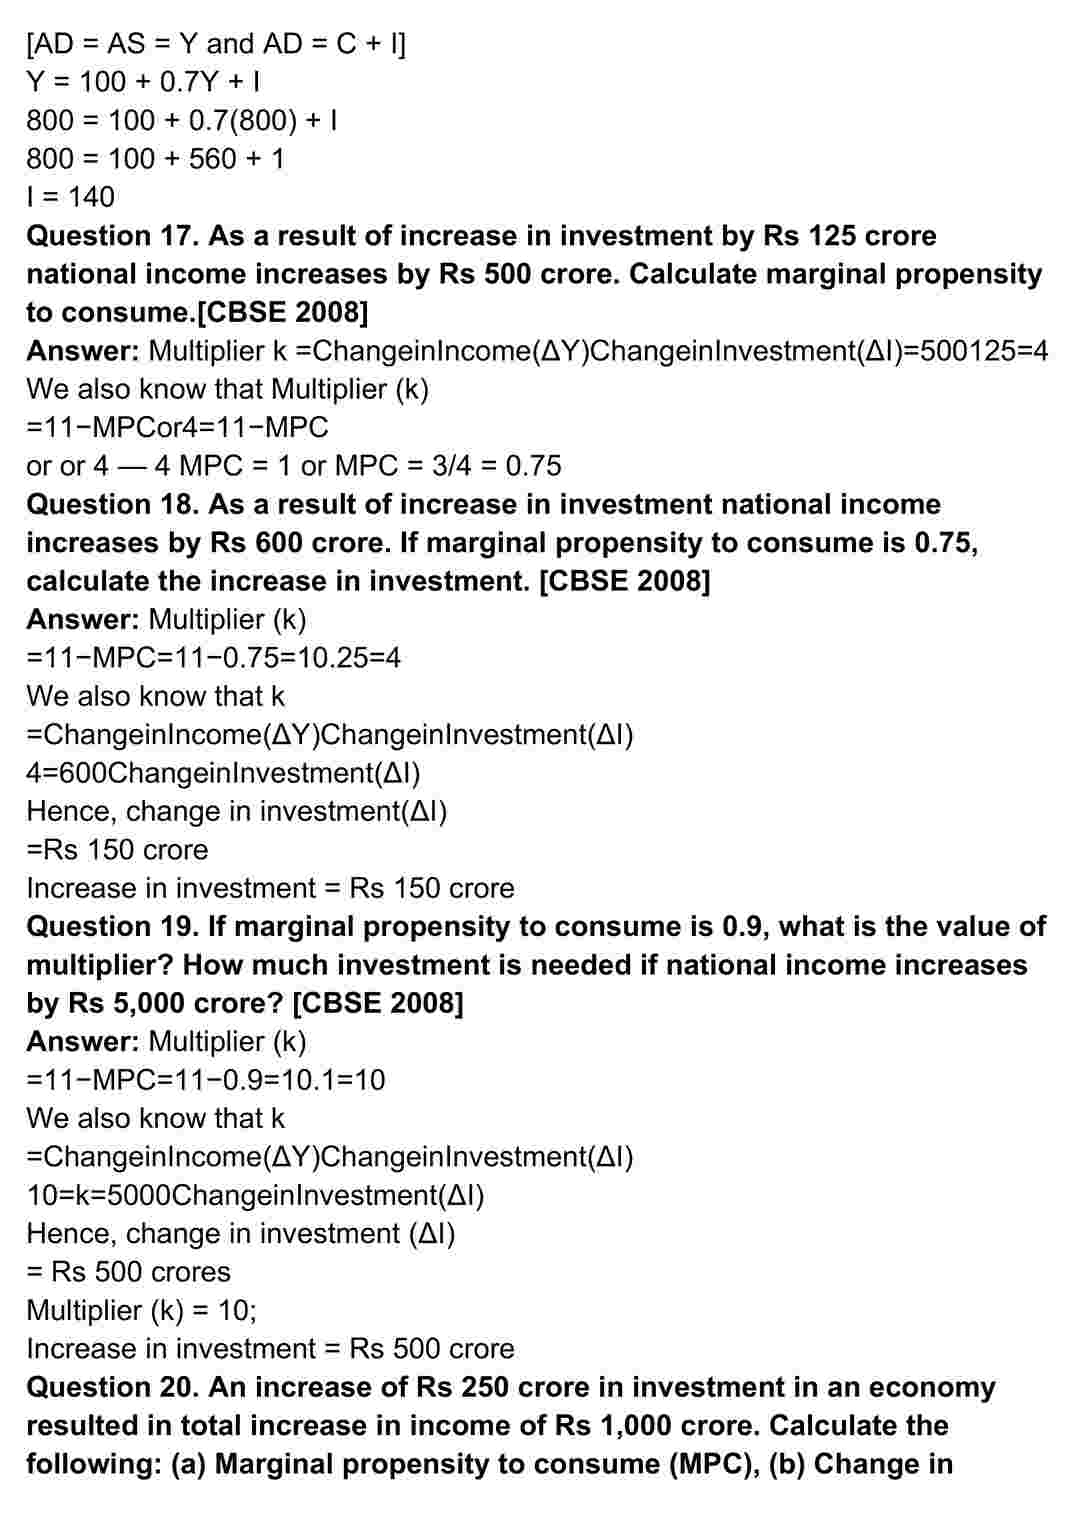 [AD = AS = Y and AD = C + I]
Y = 100 + 0.7Y + I
800 = 100 + 0.7(800) + I
800 = 100 + 560 + 1
I = 140
Question 17. As a result of increase in investment by Rs 125 crore
national income increases by Rs 500 crore. Calculate marginal propensity
to consume.[CBSE 2008]
Answer: Multiplier k =ChangeinIncome(ΔY)ChangeinInvestment(ΔI)=500125=4
We also know that Multiplier (k)
=11−MPCor4=11−MPC
or or 4 — 4 MPC = 1 or MPC = 3/4 = 0.75
Question 18. As a result of increase in investment national income
increases by Rs 600 crore. If marginal propensity to consume is 0.75,
calculate the increase in investment. [CBSE 2008]
Answer: Multiplier (k)
=11−MPC=11−0.75=10.25=4
We also know that k
=ChangeinIncome(ΔY)ChangeinInvestment(ΔI)
4=600ChangeinInvestment(ΔI)
Hence, change in investment(ΔI)
=Rs 150 crore
Increase in investment = Rs 150 crore
Question 19. If marginal propensity to consume is 0.9, what is the value of
multiplier? How much investment is needed if national income increases
by Rs 5,000 crore? [CBSE 2008]
Answer: Multiplier (k)
=11−MPC=11−0.9=10.1=10
We also know that k
=ChangeinIncome(ΔY)ChangeinInvestment(ΔI)
10=k=5000ChangeinInvestment(ΔI)
Hence, change in investment (ΔI)
= Rs 500 crores
Multiplier (k) = 10;
Increase in investment = Rs 500 crore
Question 20. An increase of Rs 250 crore in investment in an economy
resulted in total increase in income of Rs 1,000 crore. Calculate the
following: (a) Marginal propensity to consume (MPC), (b) Change in